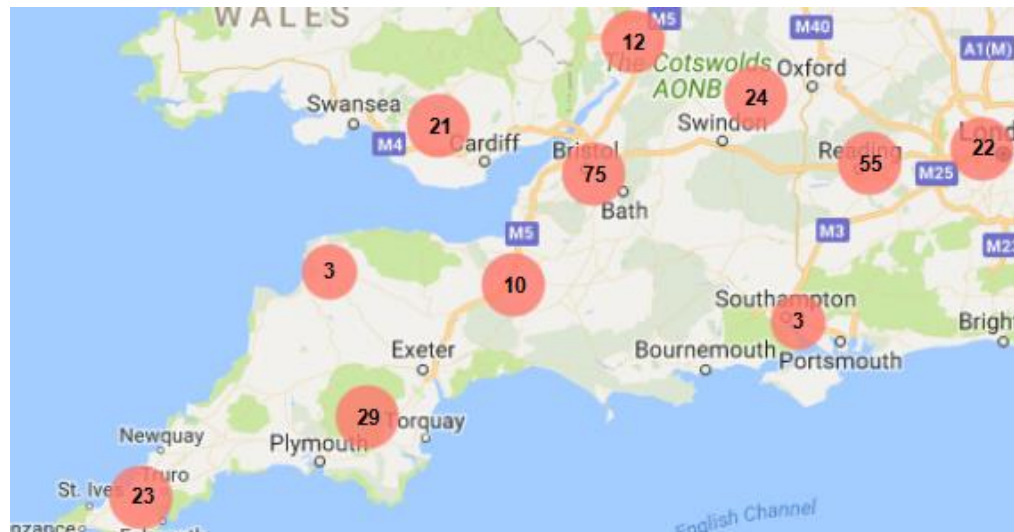 WALES
12
M5
M40
A1(M)
The Cotswolds
AONB
Oxford
24
Swansea
21
Swindon
M4
Cardiff
Bristol
75
Reading
55
22
M25
Bath
M5
M3
3
10
Southampton
3
Exeter
Bournemouth
Portsmouth
29
Torquay
Newquay
Plymouth
Truro
St. Ives
23
English Channel